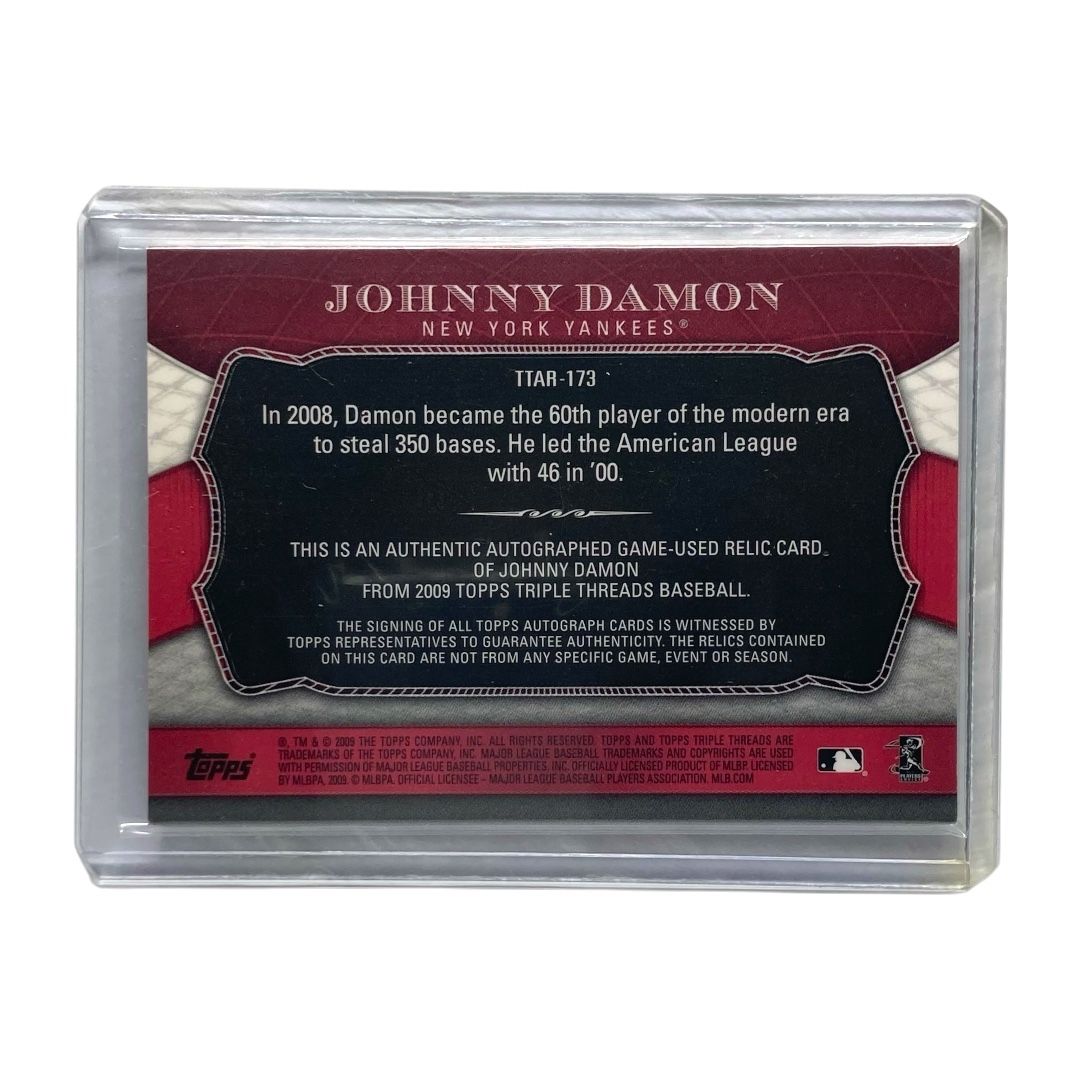 JOHNNY DAMON
NEW YORK YANKEES®
TTAR-173
In 2008, Damon became the 60th player of the modern era
to steal 350 bases. He led the American League
with 46 in '00.
THIS IS AN AUTHENTIC AUTOGRAPHED GAME-USED RELIC CARD
OF JOHNNY DAMON
FROM 2009 TOPPS TRIPLE THREADS BASEBALL.
THE SIGNING OF ALL TOPPS AUTOGRAPH CARDS IS WITNESSED BY
TOPPS REPRESENTATIVES TO GUARANTEE AUTHENTICITY. THE RELICS CONTAINED
ON THIS CARD ARE NOT FROM ANY SPECIFIC GAME, EVENT OR SEASON.
®, TM & © 2009 THE TOPPS COMPANY, INC. ALL RIGHTS RESERVED. TOPPS AND TOPPS TRIPLE THREADS ARE
TRADEMARKS OF THE TOPPS COMPANY, INC. MAJOR LEAGUE BASEBALL TRADEMARKS AND COPYRIGHTS ARE USED
WITH PERMISSION OF MAJOR LEAGUE BASEBALL PROPERTIES, INC. OFFICIALLY LICENSED PRODUCT OF MLBP. LICENSED
BY MLBPA, 2009. © MLBPA. OFFICIAL LICENSEE – MAJOR LEAGUE BASEBALL PLAYERS ASSOCIATION. MLB.COM
topps®
PLAYERS